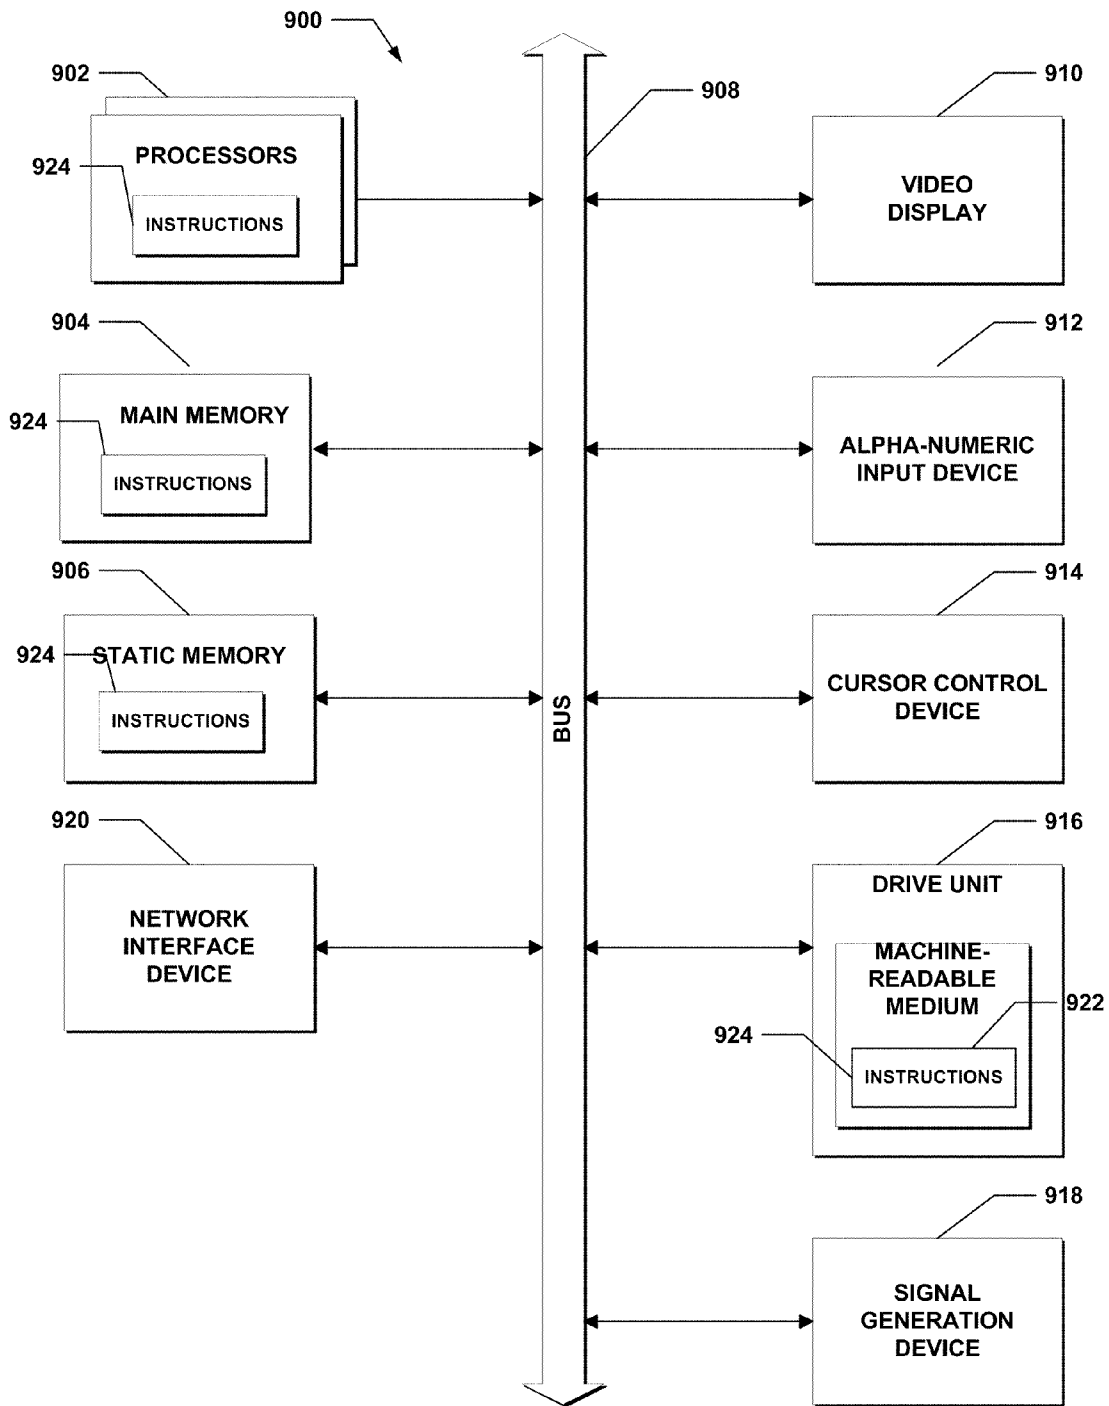 900
902
PROCESSORS
924
INSTRUCTIONS
904
MAIN MEMORY
924
INSTRUCTIONS
906
STATIC MEMORY
924
INSTRUCTIONS
920
NETWORK
INTERFACE
DEVICE
908
BUS
910
VIDEO
DISPLAY
912
ALPHA-NUMERIC
INPUT DEVICE
914
CURSOR CONTROL
DEVICE
916
DRIVE UNIT
MACHINE-
READABLE
MEDIUM
922
924
INSTRUCTIONS
918
SIGNAL
GENERATION
DEVICE